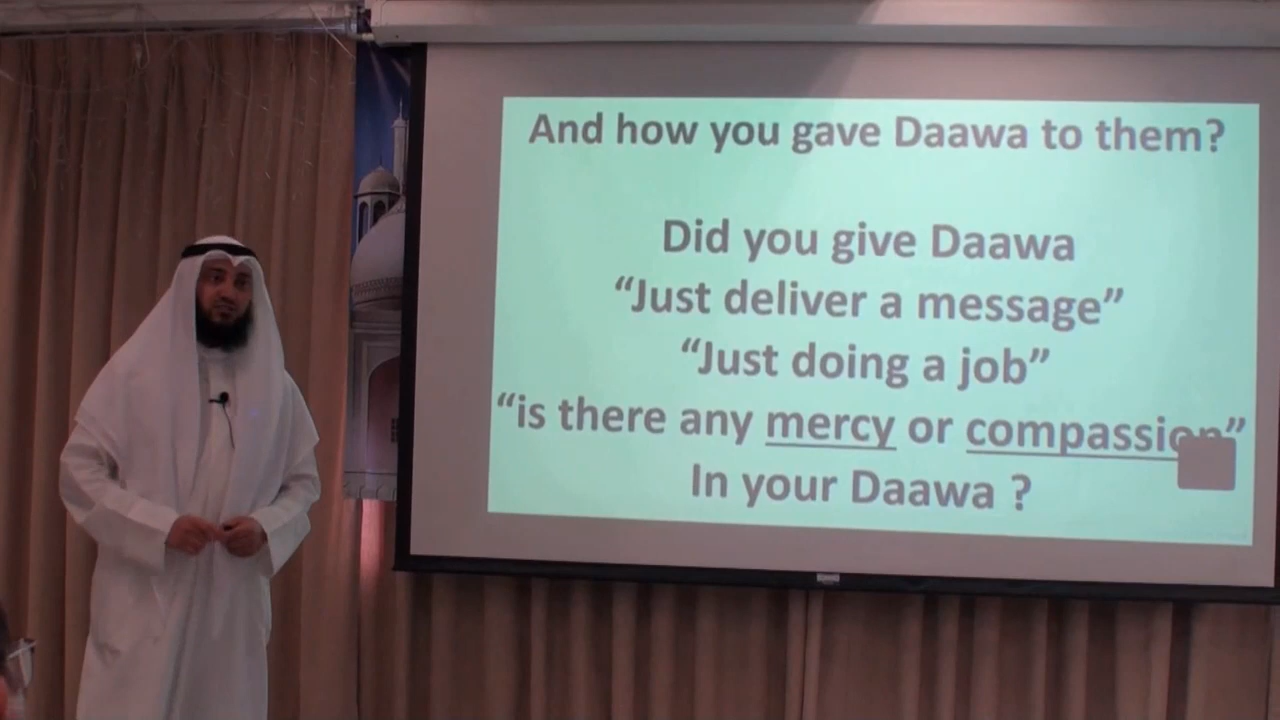 And how you gave Daawa to them?
Did you give Daawa
“Just deliver a message”
“Just doing a job”
“is there any mercy or compassion”
In your Daawa ?